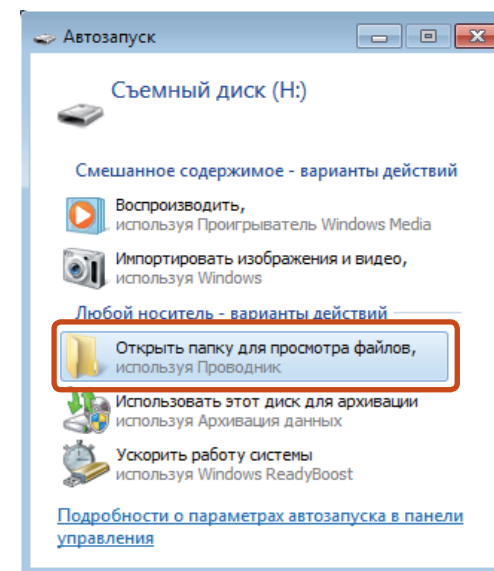 Автозапуск
Съемный диск (H:)
Смешанное содержимое - варианты действий
Воспроизводить,
используя Проигрыватель Windows Media
Импортировать изображения и видео,
используя Windows
Любой носитель - варианты действий
Открыть папку для просмотра файлов,
используя Проводник
Использовать этот диск для архивации
используя Архивация данных
Ускорить работу системы
используя Windows ReadyBoost
Подробности о параметрах автозапуска в панели
управления